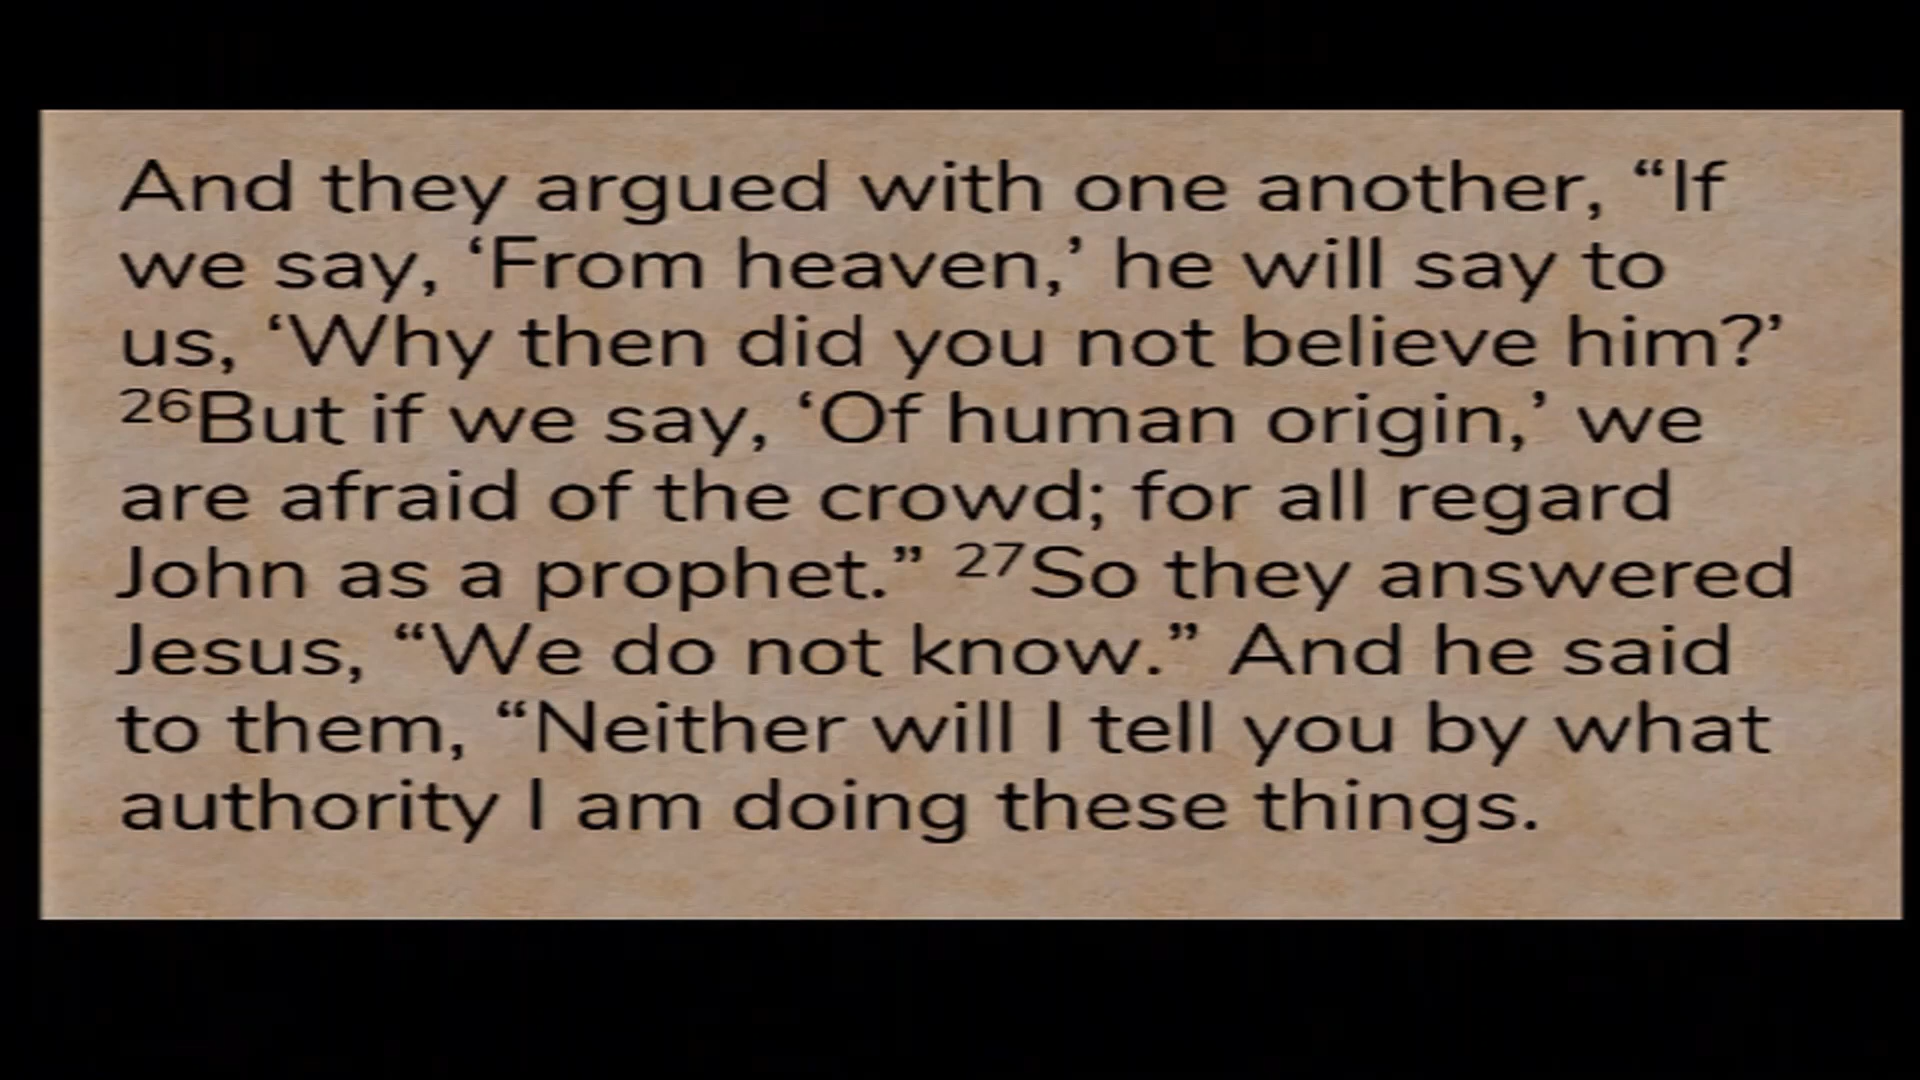 And they argued with one another, “If
we say, ‘From heaven,’ he will say to
us, ‘Why then did you not believe him?’
²⁶But if we say, ‘Of human origin,’ we
are afraid of the crowd; for all regard
John as a prophet.” ²⁷So they answered
Jesus, “We do not know.” And he said
to them, “Neither will I tell you by what
authority I am doing these things.